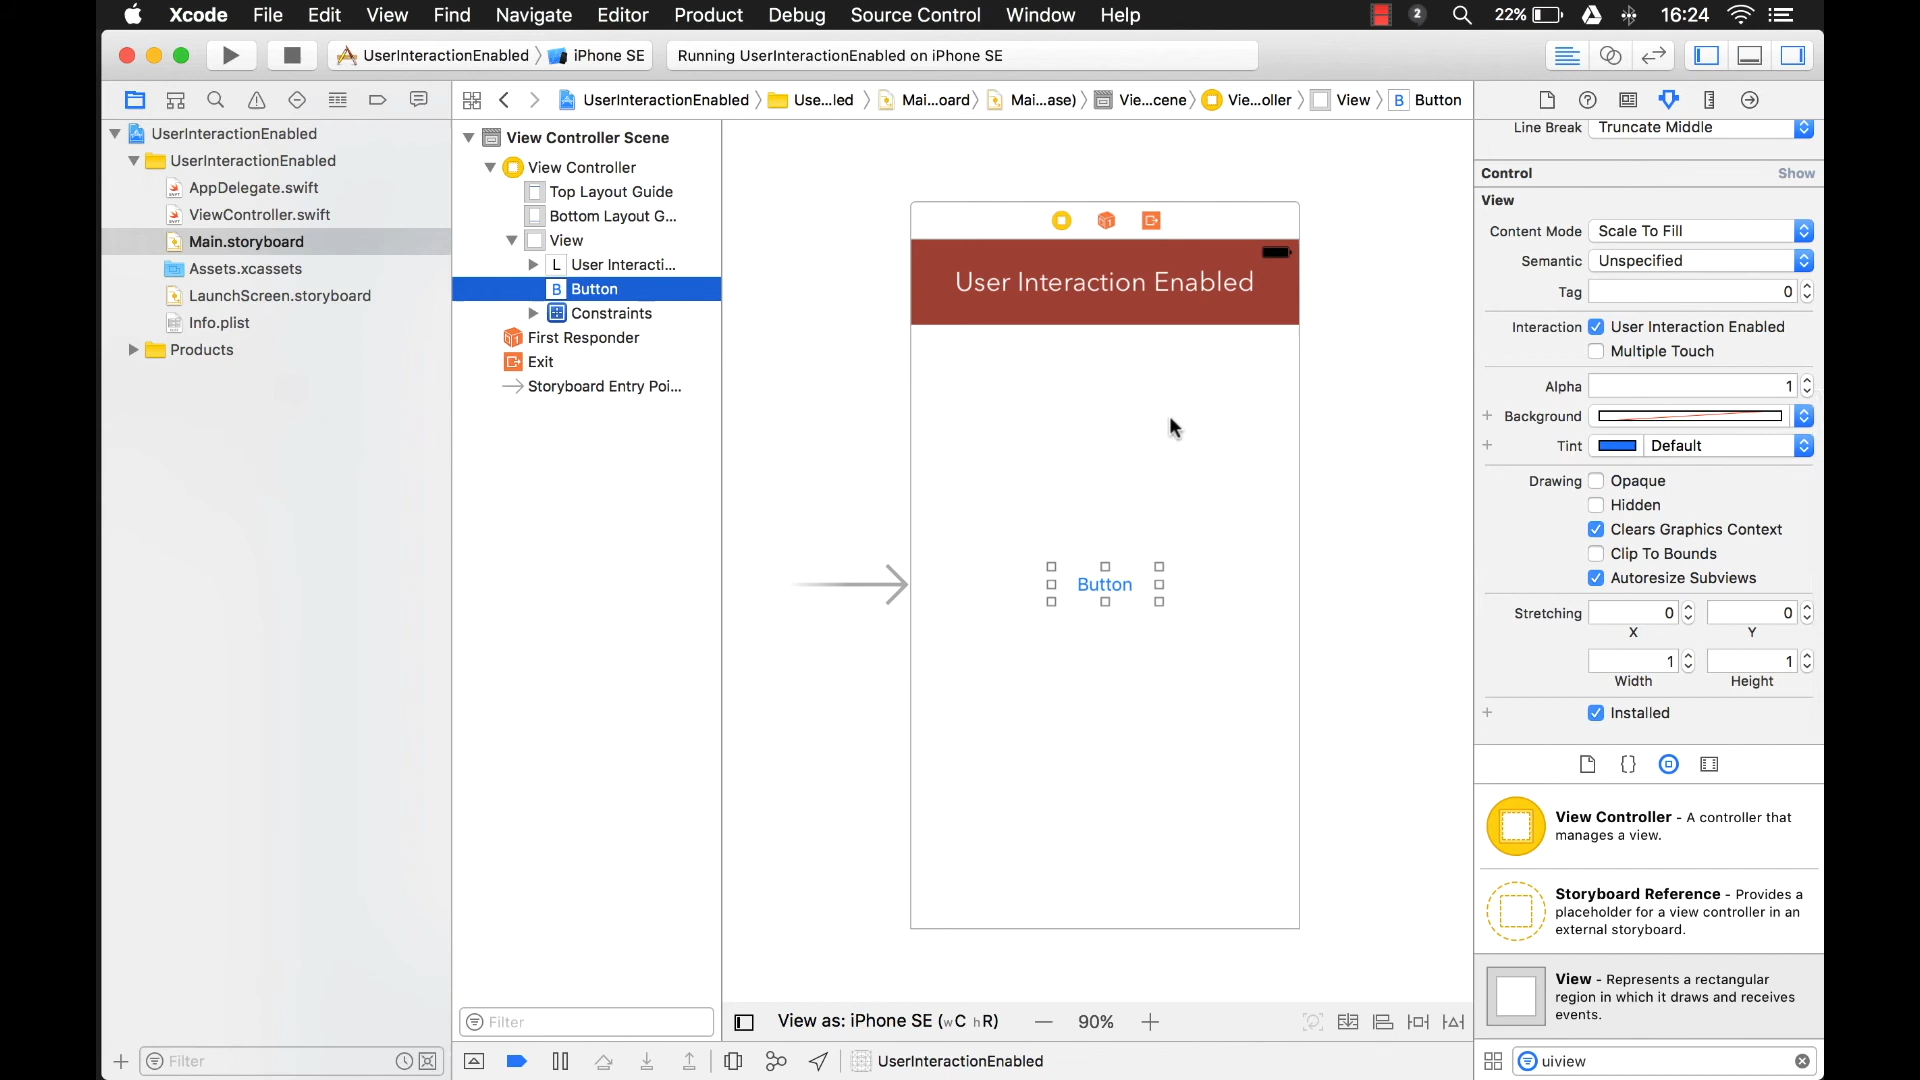 Xcode File Edit View Find Navigate Editor Product Debug Source Control Window Help 2 22% 16:24
UserInteractionEnabled iPhone SE Running UserInteractionEnabled on iPhone SE
UserInteractionEnabled Use...led Mai...oard Mai...ase) Vie...cene Vie...oller View B Button
UserInteractionEnabled
UserInteractionEnabled
AppDelegate.swift
ViewController.swift
Main.storyboard
Assets.xcassets
LaunchScreen.storyboard
Info.plist
Products
Filter
View Controller Scene
View Controller
Top Layout Guide
Bottom Layout G...
View
L User Interacti...
B Button
Constraints
First Responder
Exit
Storyboard Entry Poi...
Filter
User Interaction Enabled
Button
View as: iPhone SE (wC hR) 90%
UserInteractionEnabled
Line Break Truncate Middle
Control Show
View
Content Mode Scale To Fill
Semantic Unspecified
Tag 0
Interaction User Interaction Enabled
Multiple Touch
Alpha 1
Background
Tint Default
Drawing Opaque
Hidden
Clears Graphics Context
Clip To Bounds
Autoresize Subviews
Stretching 0 0
X Y
1 1
Width Height
Installed
View Controller - A controller that
manages a view.
Storyboard Reference - Provides a
placeholder for a view controller in an
external storyboard.
View - Represents a rectangular
region in which it draws and receives
events.
uiview